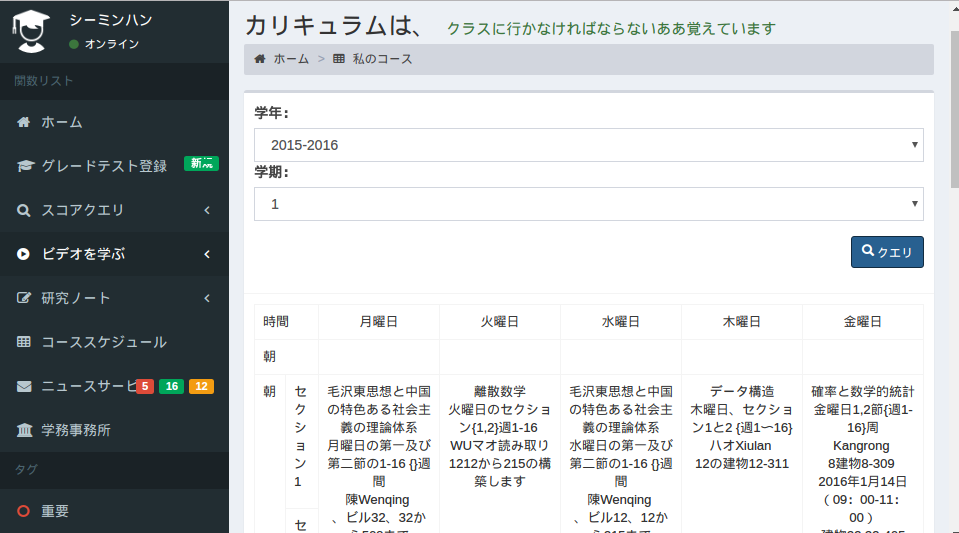 シーミンハン
オンライン
関数リスト
ホーム
グレードテスト登録
スコアクエリ
ビデオを学ぶ
研究ノート
コーススケジュール
ニュースサービ 5 16 12
学務事務所
タグ
重要
カリキュラムは、 クラスに行かなければならないああ覚えています
ホーム > 私のコース
学年:
2015-2016
学期:
1
クエリ
時間 月曜日 火曜日 水曜日 木曜日 金曜日
朝
朝
セ
ク
シ
ョ
ン
1
セ
毛沢東思想と中国
の特色ある社会主
義の理論体系
月曜日の第一及び
第二節の1-16 {}週
間
陳Wenqing
、ビル32、32か
離散数学
火曜日のセクショ
ン{1,2}週1-16
WUマオ読み取り
1212から215の構
築します
毛沢東思想と中国
の特色ある社会主
義の理論体系
水曜日の第一及び
第二節の1-16 {}週
間
陳Wenqing
、ビル12、12か
データ構造
木曜日、セクショ
ン1と2 {週1〜16}
ハオXiulan
12の建物12-311
確率と数学的統計
金曜日1,2節{週1-
16}周
Kangrong
8建物8-309
2016年1月14日
（09：00-11：
00）